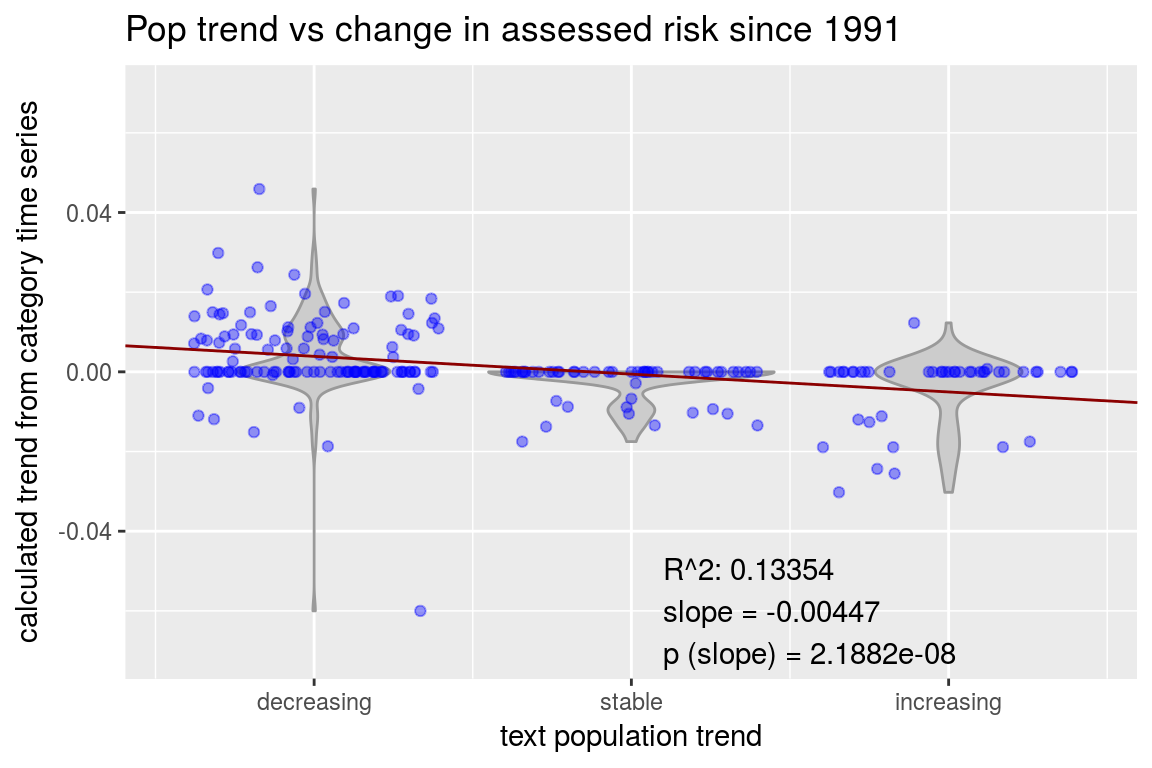 Pop trend vs change in assessed risk since 1991
calculated trend from category time series
0.04
0.00
-0.04
R^2: 0.13354
slope = -0.00447
p (slope) = 2.1882e-08
decreasing
stable
increasing
text population trend